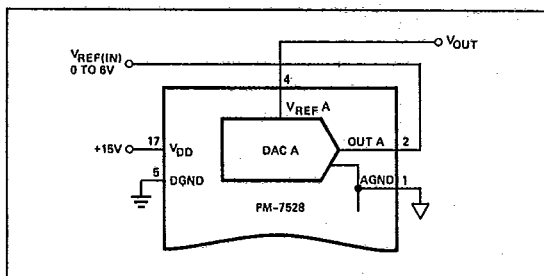 V_OUT
V_REF(IN)
0 TO 6V
4
V_REF A
OUT A
2
DAC A
+15V
17
V_DD
5
DGND
AGND
1
PM-7528